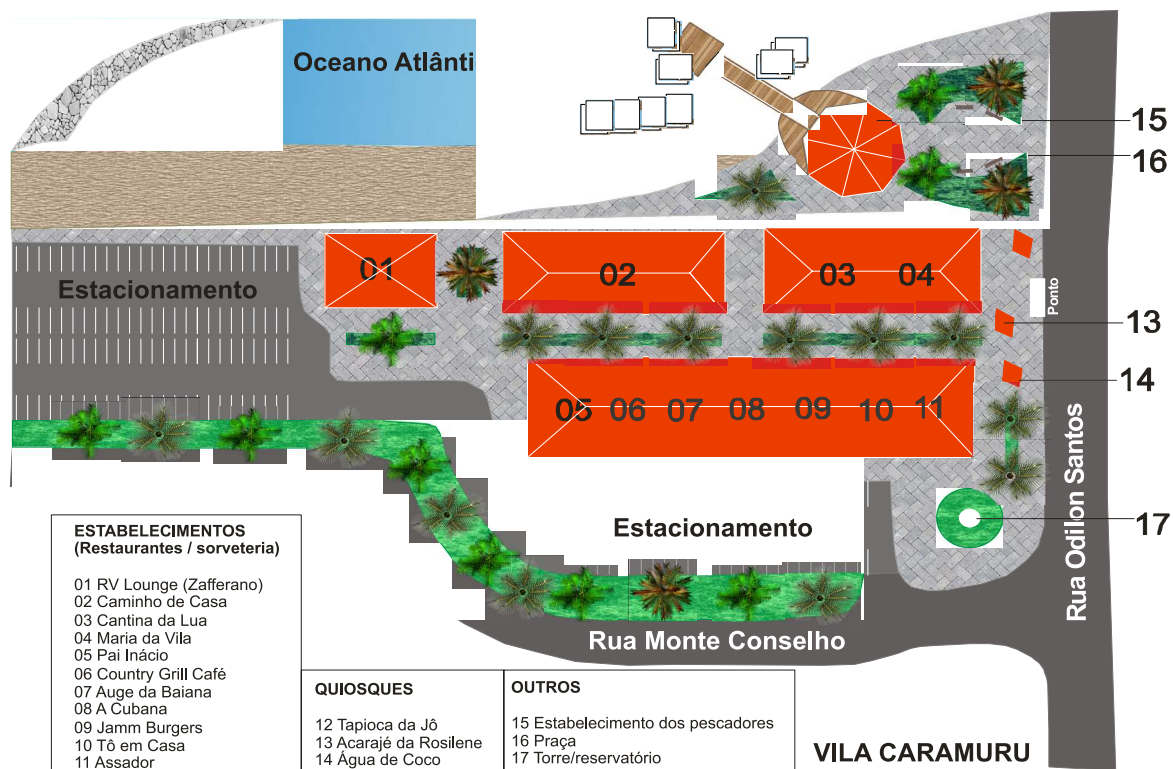 Oceano Atlânti
15
16
01
02
03
04
Estacionamento
Ponto
13
14
05
06
07
08
09
10
11
Estacionamento
17
Rua Odilon Santos
Rua Monte Conselho
ESTABELECIMENTOS
(Restaurantes / sorveteria)
01 RV Lounge (Zafferano)
02 Caminho de Casa
03 Cantina da Lua
04 Maria da Vila
05 Pai Inácio
06 Country Grill Café
07 Auge da Baiana
08 A Cubana
09 Jamm Burgers
10 Tô em Casa
11 Assador
QUIOSQUES
12 Tapioca da Jô
13 Acarajé da Rosilene
14 Água de Coco
OUTROS
15 Estabelecimento dos pescadores
16 Praça
17 Torre/reservatório
VILA CARAMURU